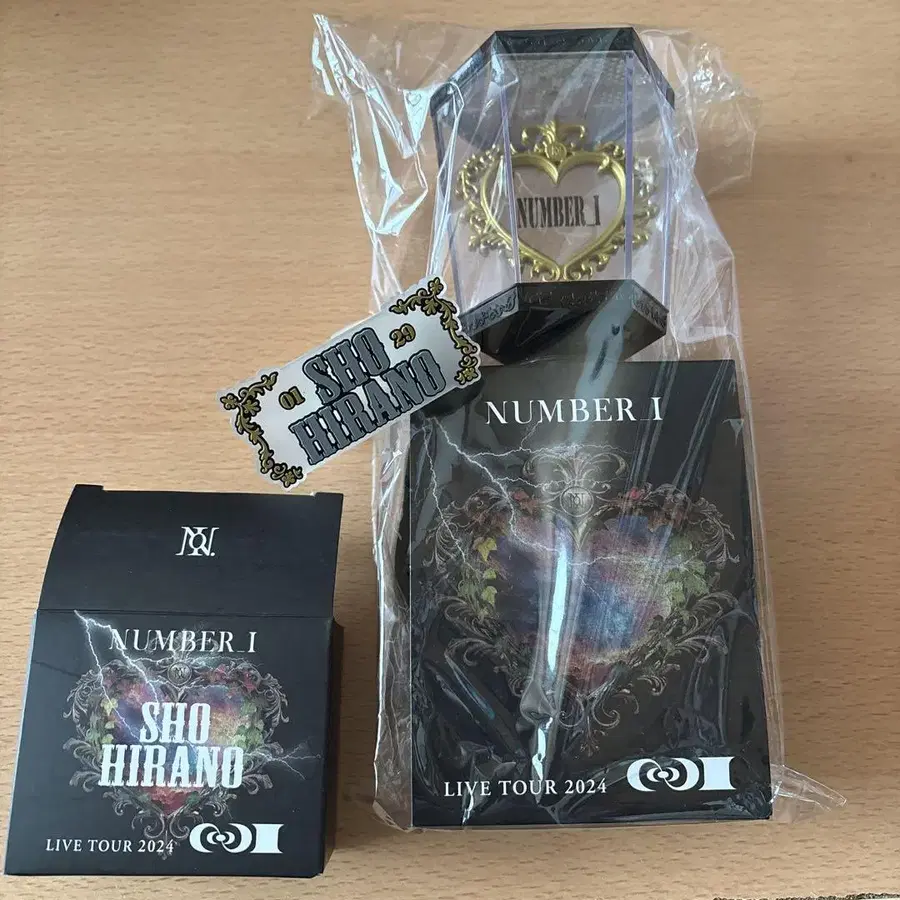 NUMBER_I
01 SHO 29
HIRANO
NUMBER_I
LIVE TOUR 2024
NUMBER_I
SHO
HIRANO
LIVE TOUR 2024